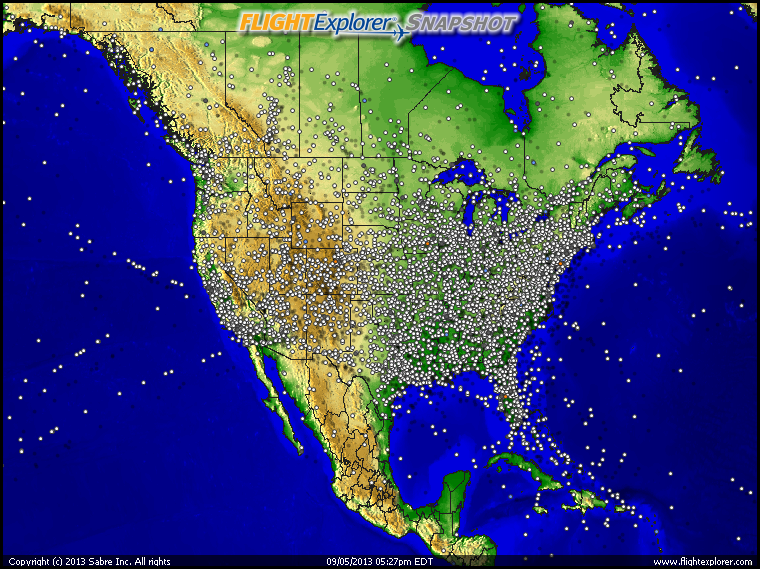 FLIGHTExplorer® SNAPSHOT
Copyright (c) 2013 Sabre Inc. All rights
09/05/2013 05:27pm EDT
www.flightexplorer.com